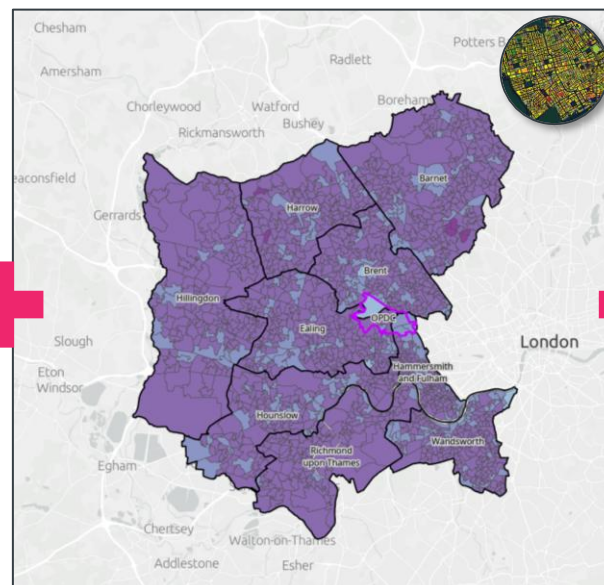 Chesham
Potters B
Radlett
Amersham
Chorleywood
Watford
Boreham
Bushey
Rickmansworth
eaconsfield
Barnet
Harrow
Gerrards
Brent
Hillingdon
OPDC
Ealing
Slough
London
Hammersmith
and Fulham
Eton
Windsor
Hounslow
Wandsworth
Richmond
upon Thames
Egham
Chertsey
Walton-on-Thames
Addlestone
Esher